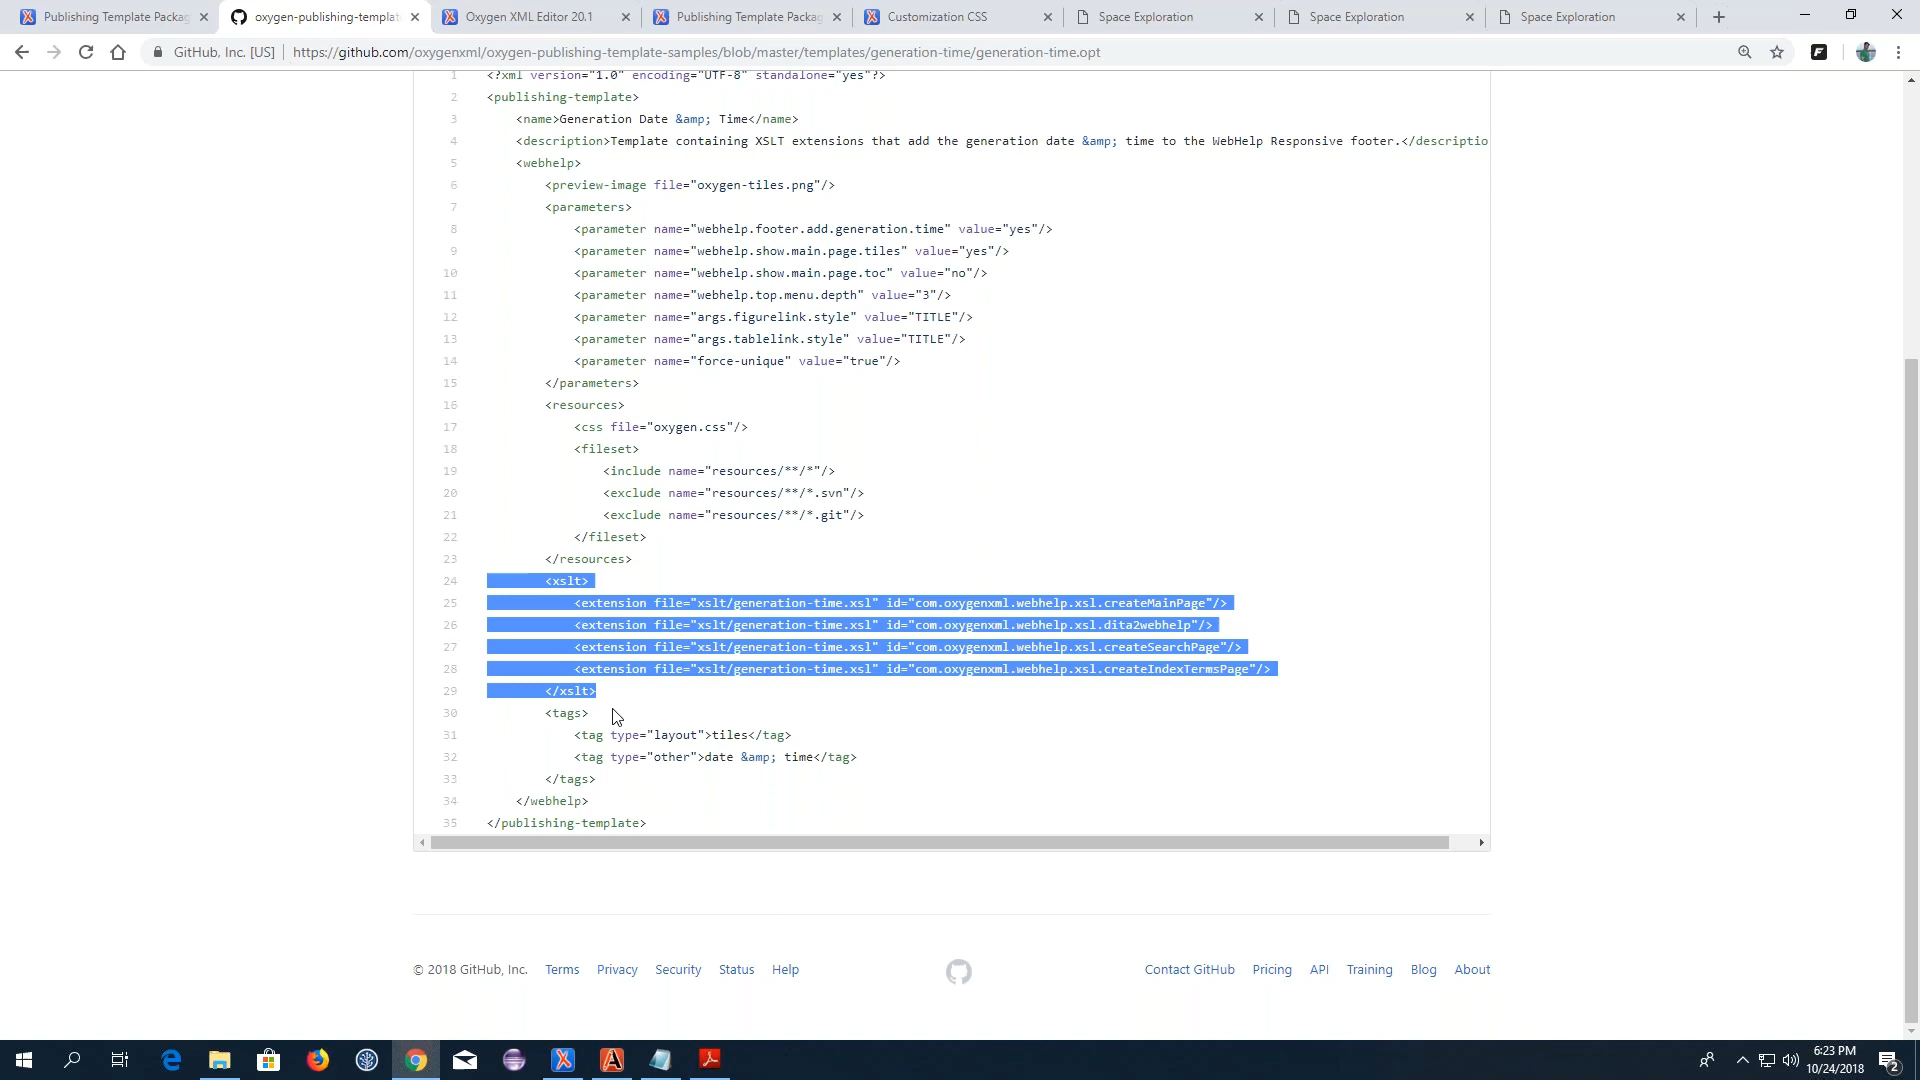 Publishing Template Packag
oxygen-publishing-templat
Oxygen XML Editor 20.1
Publishing Template Packag
Customization CSS
Space Exploration
Space Exploration
Space Exploration
GitHub, Inc. [US]
https://github.com/oxygenxml/oxygen-publishing-template-samples/blob/master/templates/generation-time/generation-time.opt
1 <?xml version="1.0" encoding="UTF-8" standalone="yes"?>
2 <publishing-template>
3 <name>Generation Date &amp; Time</name>
4 <description>Template containing XSLT extensions that add the generation date &amp; time to the WebHelp Responsive footer.</descriptio
5 <webhelp>
6 <preview-image file="oxygen-tiles.png"/>
7 <parameters>
8 <parameter name="webhelp.footer.add.generation.time" value="yes"/>
9 <parameter name="webhelp.show.main.page.tiles" value="yes"/>
10 <parameter name="webhelp.show.main.page.toc" value="no"/>
11 <parameter name="webhelp.top.menu.depth" value="3"/>
12 <parameter name="args.figurelink.style" value="TITLE"/>
13 <parameter name="args.tablelink.style" value="TITLE"/>
14 <parameter name="force-unique" value="true"/>
15 </parameters>
16 <resources>
17 <css file="oxygen.css"/>
18 <fileset>
19 <include name="resources/**/*"/>
20 <exclude name="resources/**/*.svn"/>
21 <exclude name="resources/**/*.git"/>
22 </fileset>
23 </resources>
24 <xslt>
25 <extension file="xslt/generation-time.xsl" id="com.oxygenxml.webhelp.xsl.createMainPage"/>
26 <extension file="xslt/generation-time.xsl" id="com.oxygenxml.webhelp.xsl.dita2webhelp"/>
27 <extension file="xslt/generation-time.xsl" id="com.oxygenxml.webhelp.xsl.createSearchPage"/>
28 <extension file="xslt/generation-time.xsl" id="com.oxygenxml.webhelp.xsl.createIndexTermsPage"/>
29 </xslt>
30 <tags>
31 <tag type="layout">tiles</tag>
32 <tag type="other">date &amp; time</tag>
33 </tags>
34 </webhelp>
35 </publishing-template>
© 2018 GitHub, Inc. Terms Privacy Security Status Help
Contact GitHub Pricing API Training Blog About
6:23 PM
10/24/2018
2